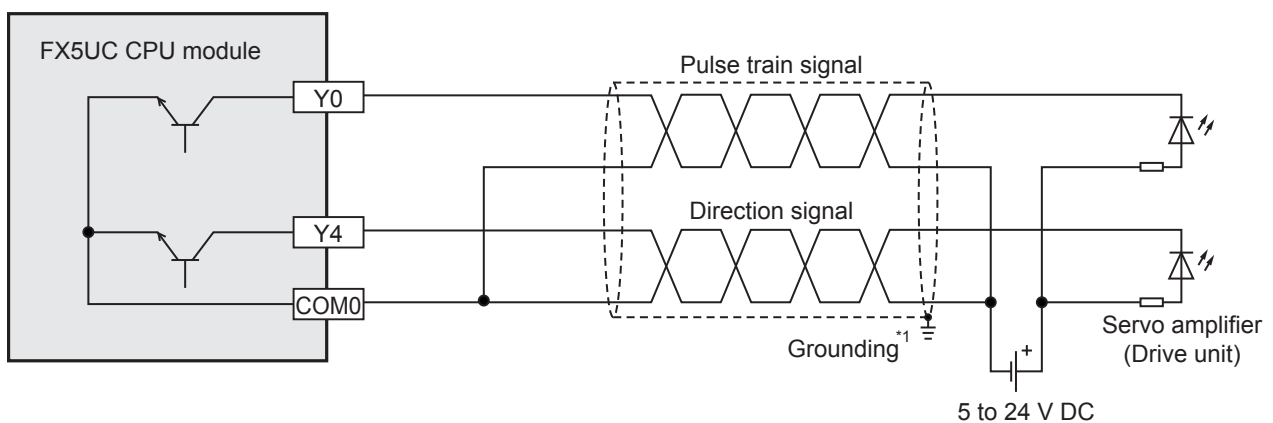 FX5UC CPU module
Pulse train signal
Y0
Direction signal
Y4
COM0
Grounding*1
+
Servo amplifier
(Drive unit)
5 to 24 V DC